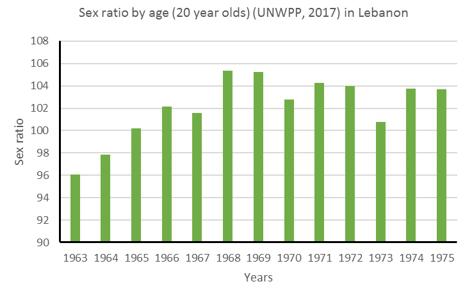 Sex ratio by age (20 year olds) (UNWPP, 2017) in Lebanon
108
106
104
102
100
98
96
94
92
90
Sex ratio
1963 1964 1965 1966 1967 1968 1969 1970 1971 1972 1973 1974 1975
Years